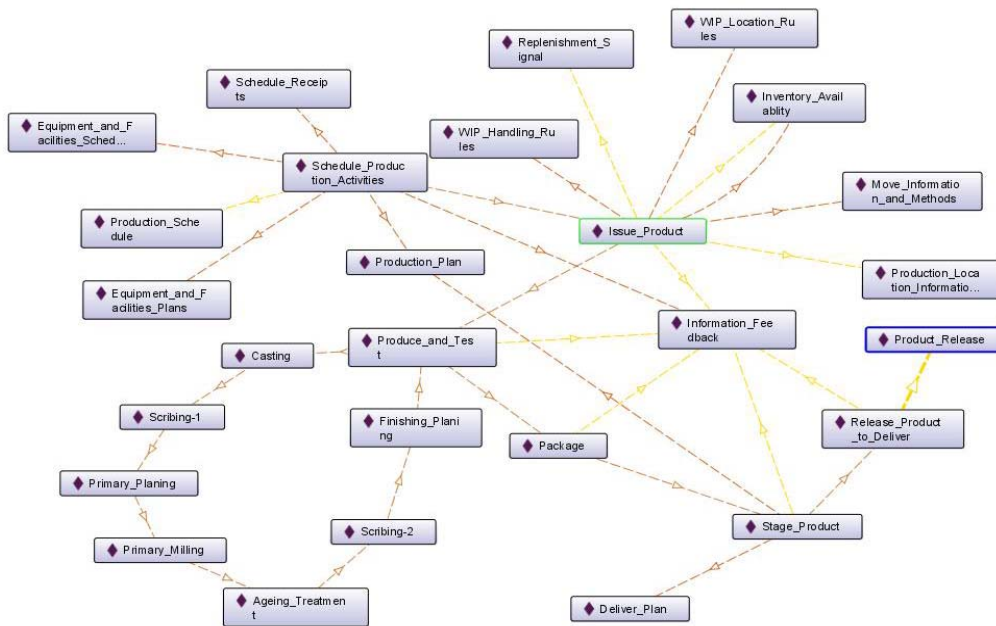 WIP_Location_Ru
les
Replenishment_S
ignal
Schedule_Receip
ts
Inventory_Avail
ablity
Equipment_and_F
acilities_Sched...
WIP_Handling_Ru
les
Schedule_Produc
tion_Activities
Move_Informatio
n_and_Methods
Production_
Schedule
Issue_Product
Production_Plan
Production_Loca
tion_Informatio...
Equipment_and_F
acilities_Plans
Information_Fee
dback
Produce_and_Tes
t
Product_Release
Casting
Scribing-1
Finishing_Plani
ng
Release_Product
_to_Deliver
Package
Primary_Planing
Stage_Product
Scribing-2
Primary_Milling
Ageing_Treatmen
t
Deliver_Plan